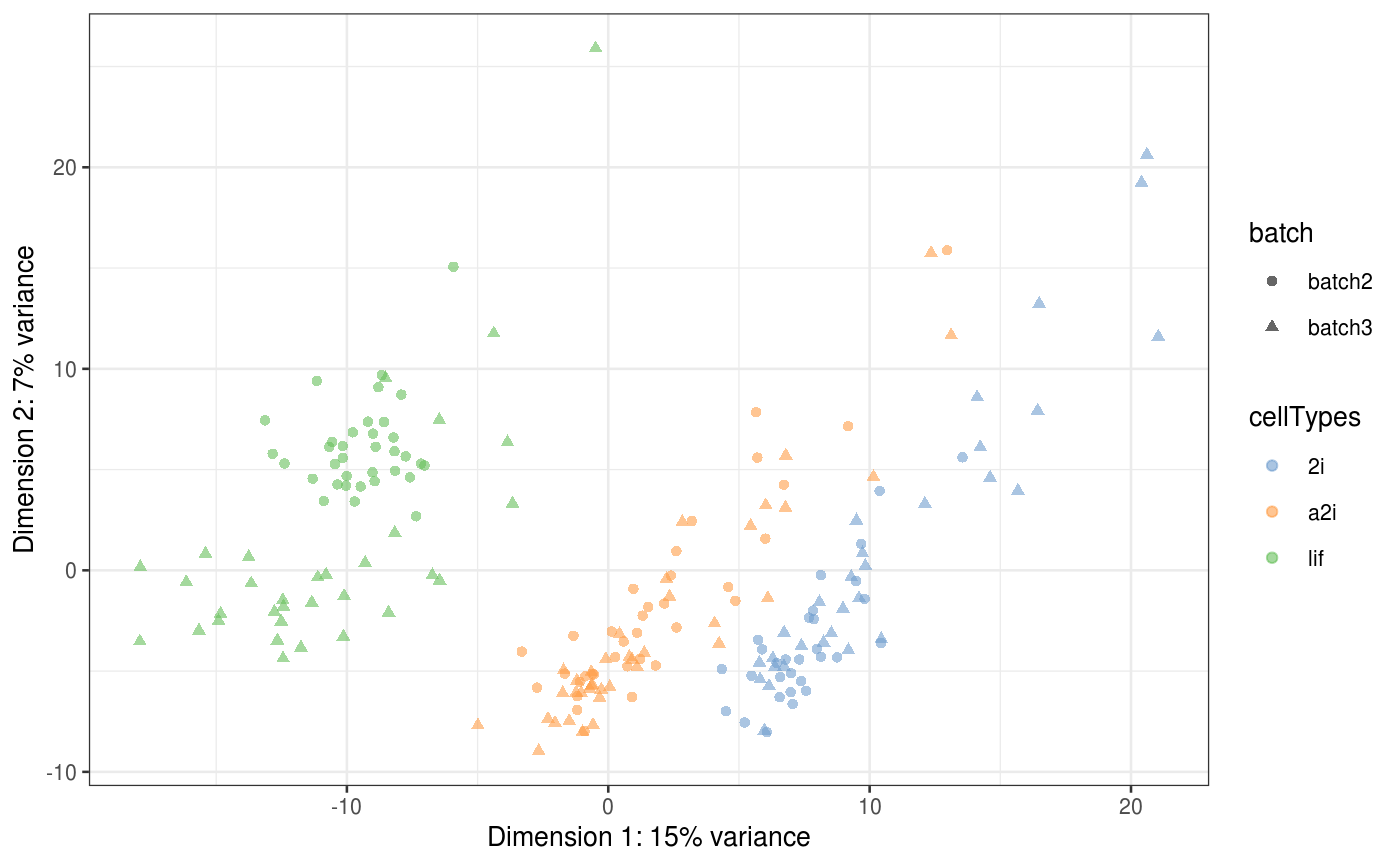 Dimension 2: 7% variance
20
10
0
-10
-10
0
10
20
Dimension 1: 15% variance
batch
batch2
batch3
cellTypes
2i
a2i
lif